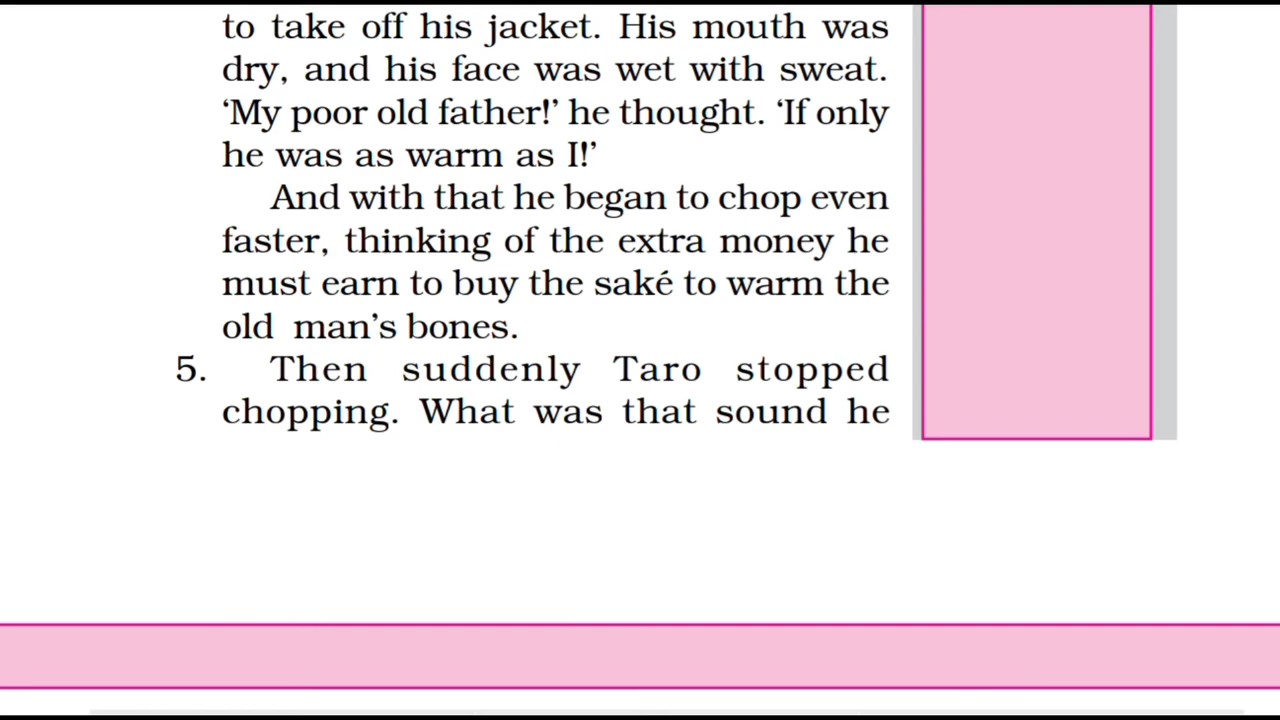 to take off his jacket. His mouth was
dry, and his face was wet with sweat.
‘My poor old father!’ he thought. ‘If only
he was as warm as I!’
And with that he began to chop even
faster, thinking of the extra money he
must earn to buy the saké to warm the
old man’s bones.
5. Then suddenly Taro stopped
chopping. What was that sound he